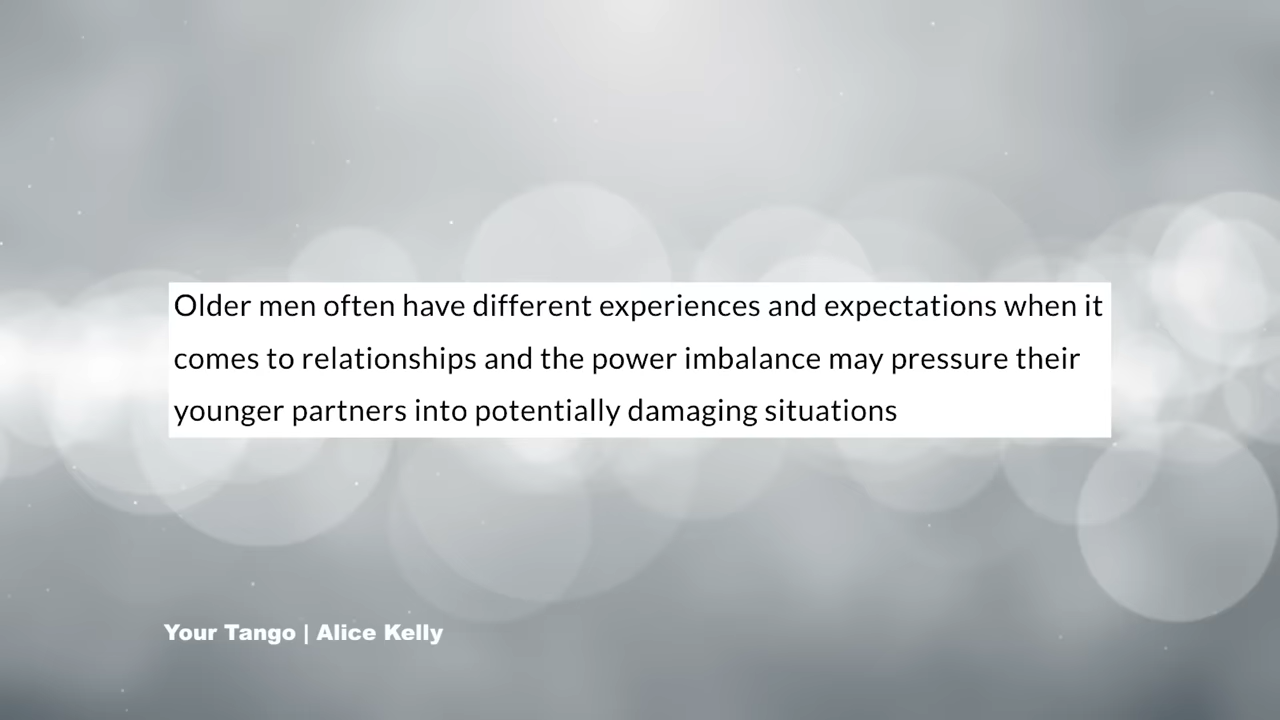 Older men often have different experiences and expectations when it
comes to relationships and the power imbalance may pressure their
younger partners into potentially damaging situations
Your Tango | Alice Kelly